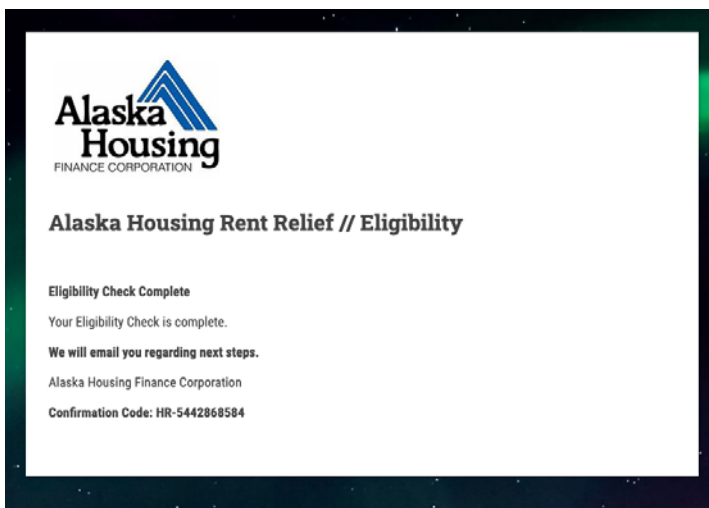 Alaska
Housing
FINANCE CORPORATION
Alaska Housing Rent Relief // Eligibility
Eligibility Check Complete
Your Eligibility Check is complete.
We will email you regarding next steps.
Alaska Housing Finance Corporation
Confirmation Code: HR-5442868584